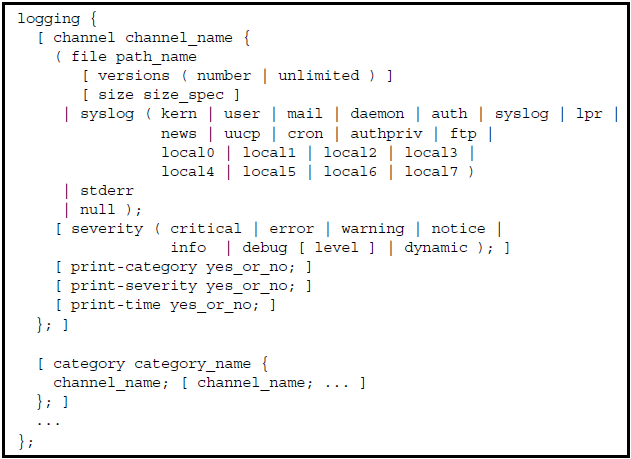 logging {
  [ channel channel_name {
    ( file path_name
       [ versions ( number | unlimited ) ]
       [ size size_spec ]
     | syslog ( kern | user | mail | daemon | auth | syslog | lpr |
                news | uucp | cron | authpriv | ftp |
                local0 | local1 | local2 | local3 |
                local4 | local5 | local6 | local7 )
     | stderr
     | null );
    [ severity ( critical | error | warning | notice |
                 info  | debug [ level ] | dynamic ); ]
    [ print-category yes_or_no; ]
    [ print-severity yes_or_no; ]
    [ print-time yes_or_no; ]
  }; ]
  [ category category_name {
    channel_name; [ channel_name; ... ]
  }; ]
  ...
};